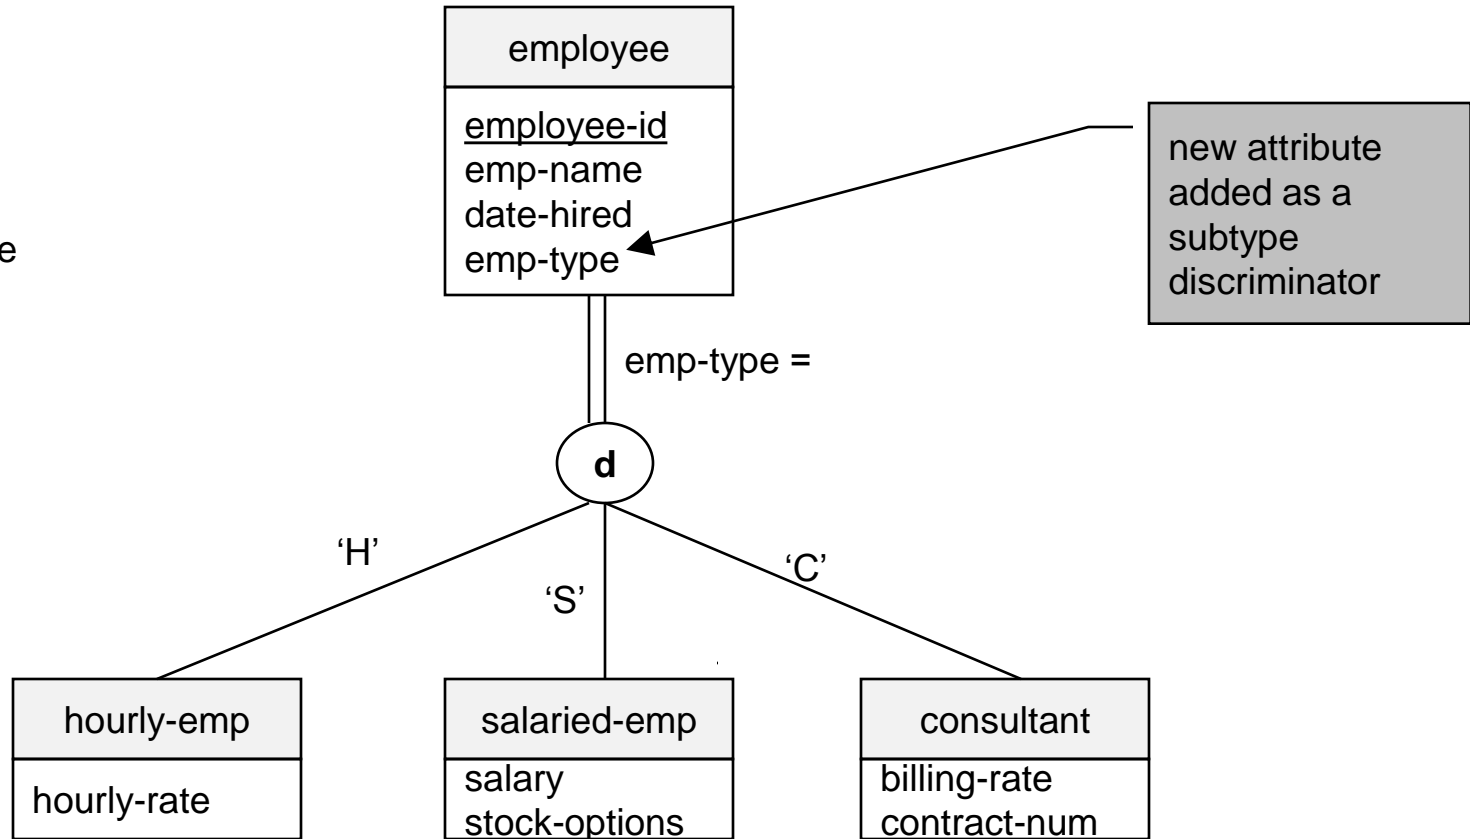 employee
employee-id
emp-name
date-hired
emp-type
new attribute
added as a
subtype
discriminator
e
emp-type =
d
‘H’
‘S’
‘C’
hourly-emp
hourly-rate
salaried-emp
salary
stock-options
consultant
billing-rate
contract-num